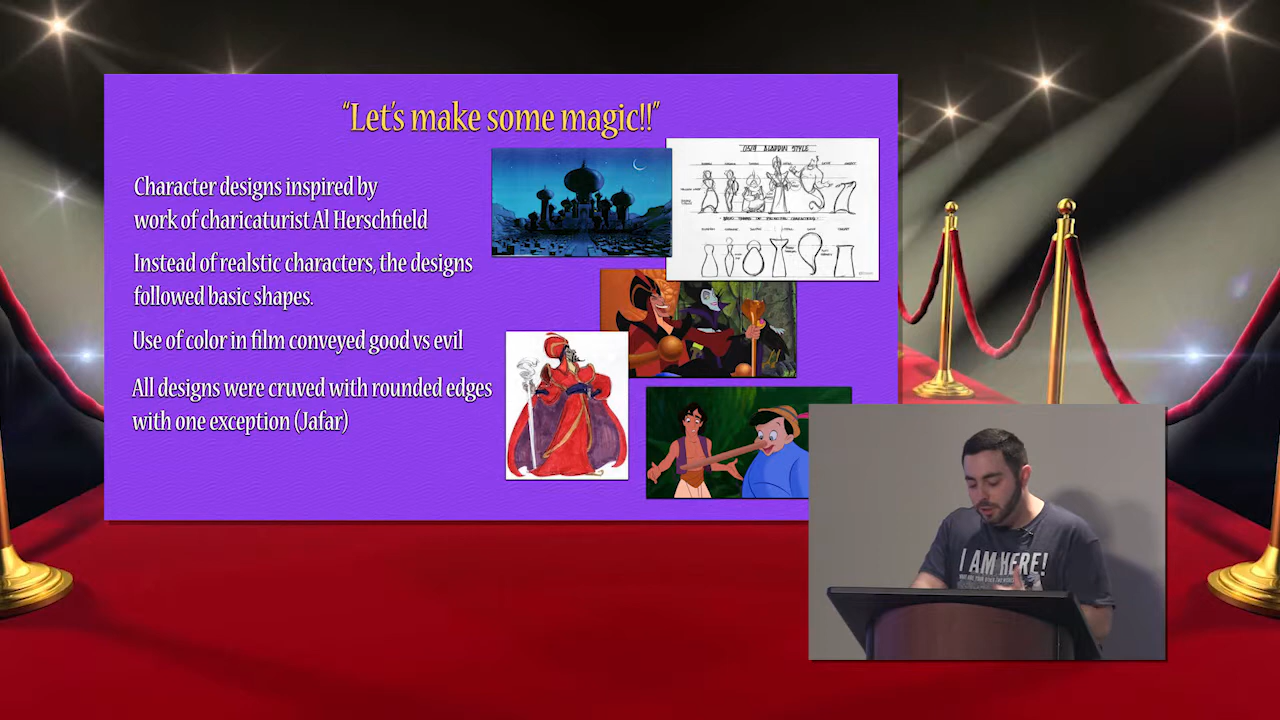 “Let's make some magic!!”
Character designs inspired by
work of charicaturist Al Herschfield
Instead of realstic characters, the designs
followed basic shapes.
Use of color in film conveyed good vs evil
All designs were cruved with rounded edges
with one exception (Jafar)
ALADDIN STYLE
I AM HERE!